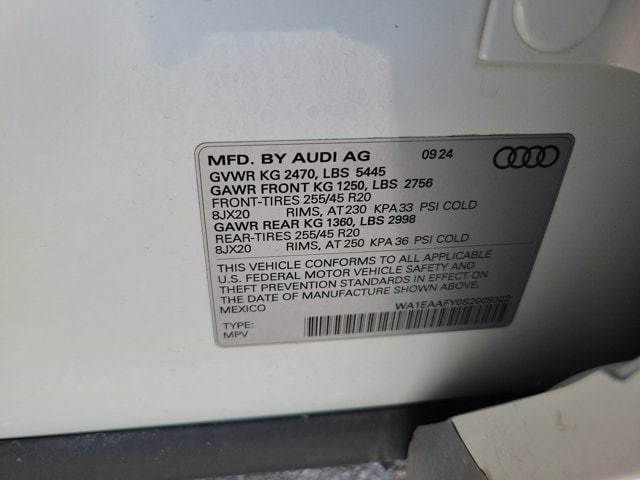 MFD. BY AUDI AG 09 24
GVWR KG 2470, LBS 5445
GAWR FRONT KG 1250, LBS 2756
FRONT-TIRES 255/45 R20
8JX20 RIMS, AT 230 KPA 33 PSI COLD
GAWR REAR KG 1360, LBS 2998
REAR-TIRES 255/45 R20
8JX20 RIMS, AT 250 KPA 36 PSI COLD
THIS VEHICLE CONFORMS TO ALL APPLICABLE
U.S. FEDERAL MOTOR VEHICLE SAFETY AND
THEFT PREVENTION STANDARDS IN EFFECT ON
THE DATE OF MANUFACTURE SHOWN ABOVE.
MEXICO WA1EAAFY0S2009322
TYPE:
MPV